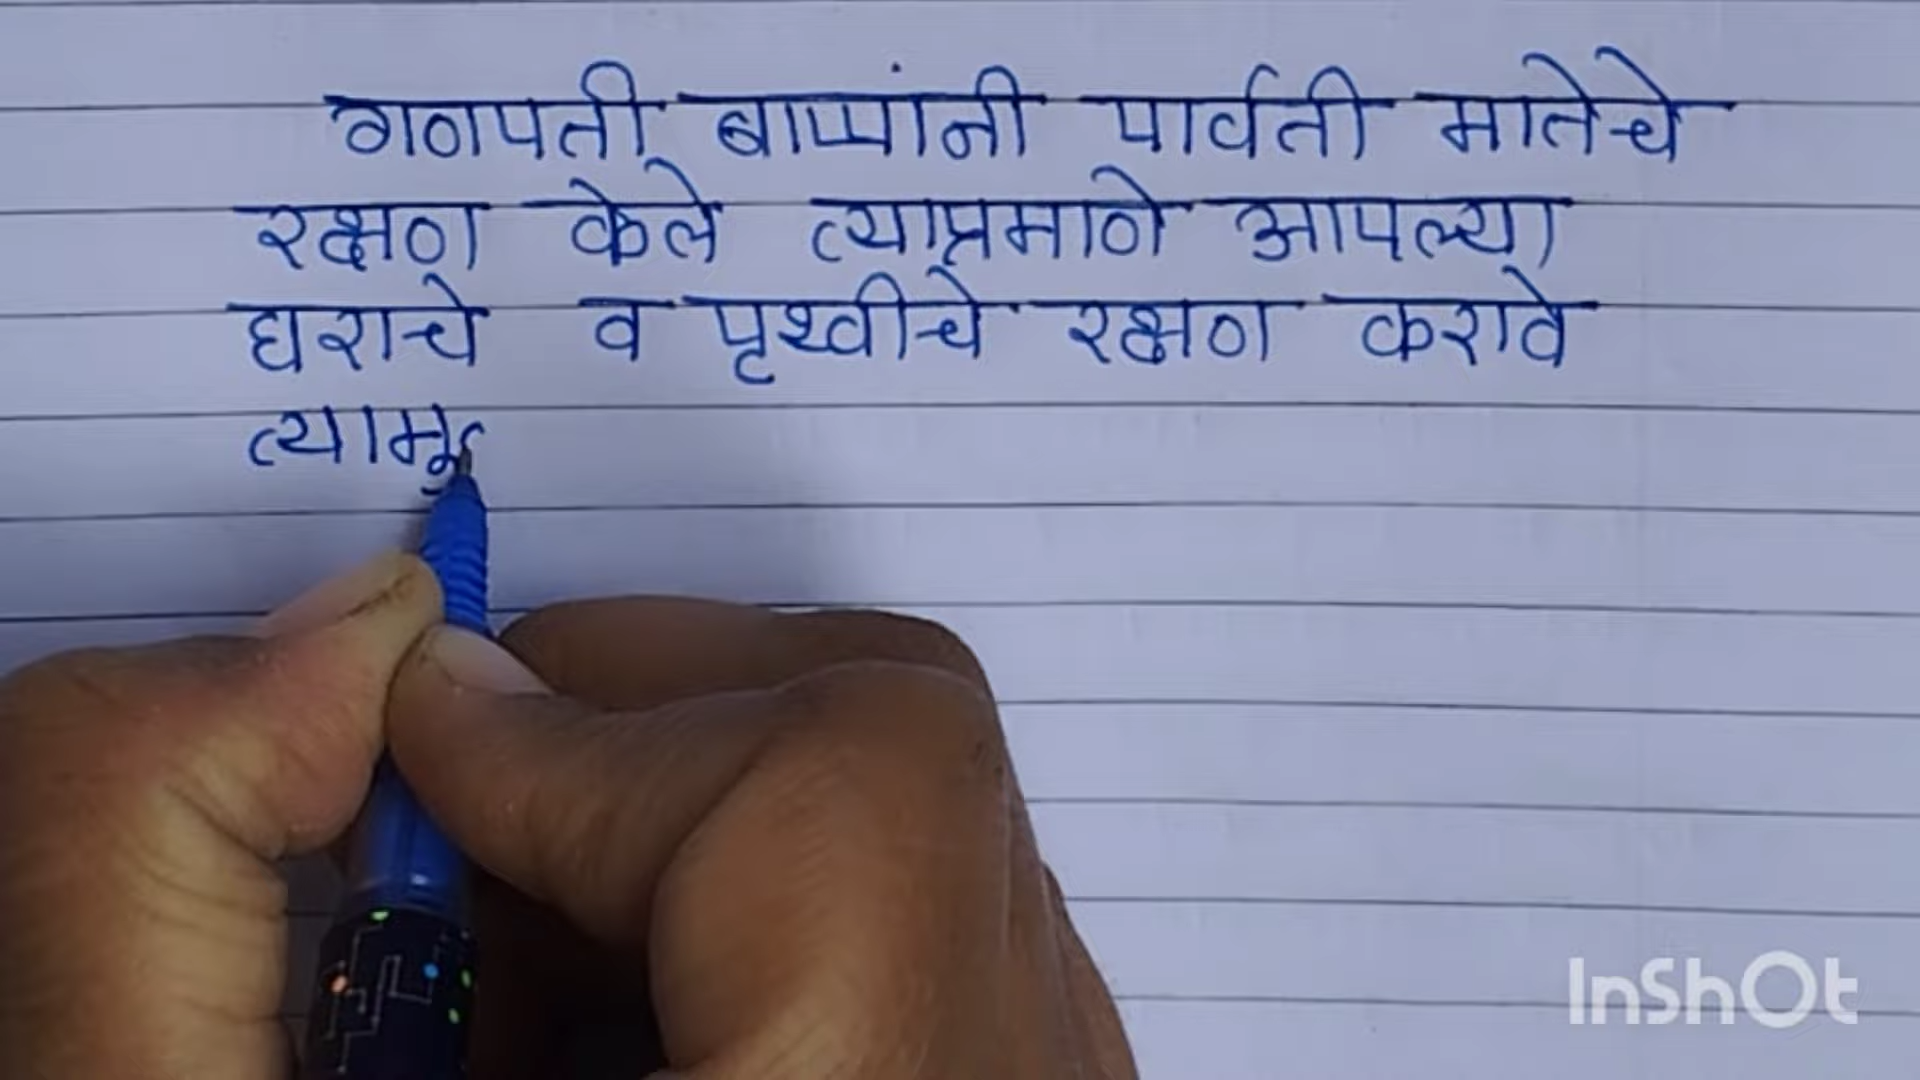 गणपती बाप्पांनी पार्वती मातेचे
रक्षण केले त्याप्रमाणे आपल्या
घराचे व पृथ्वीचे रक्षण करावे
InShOt